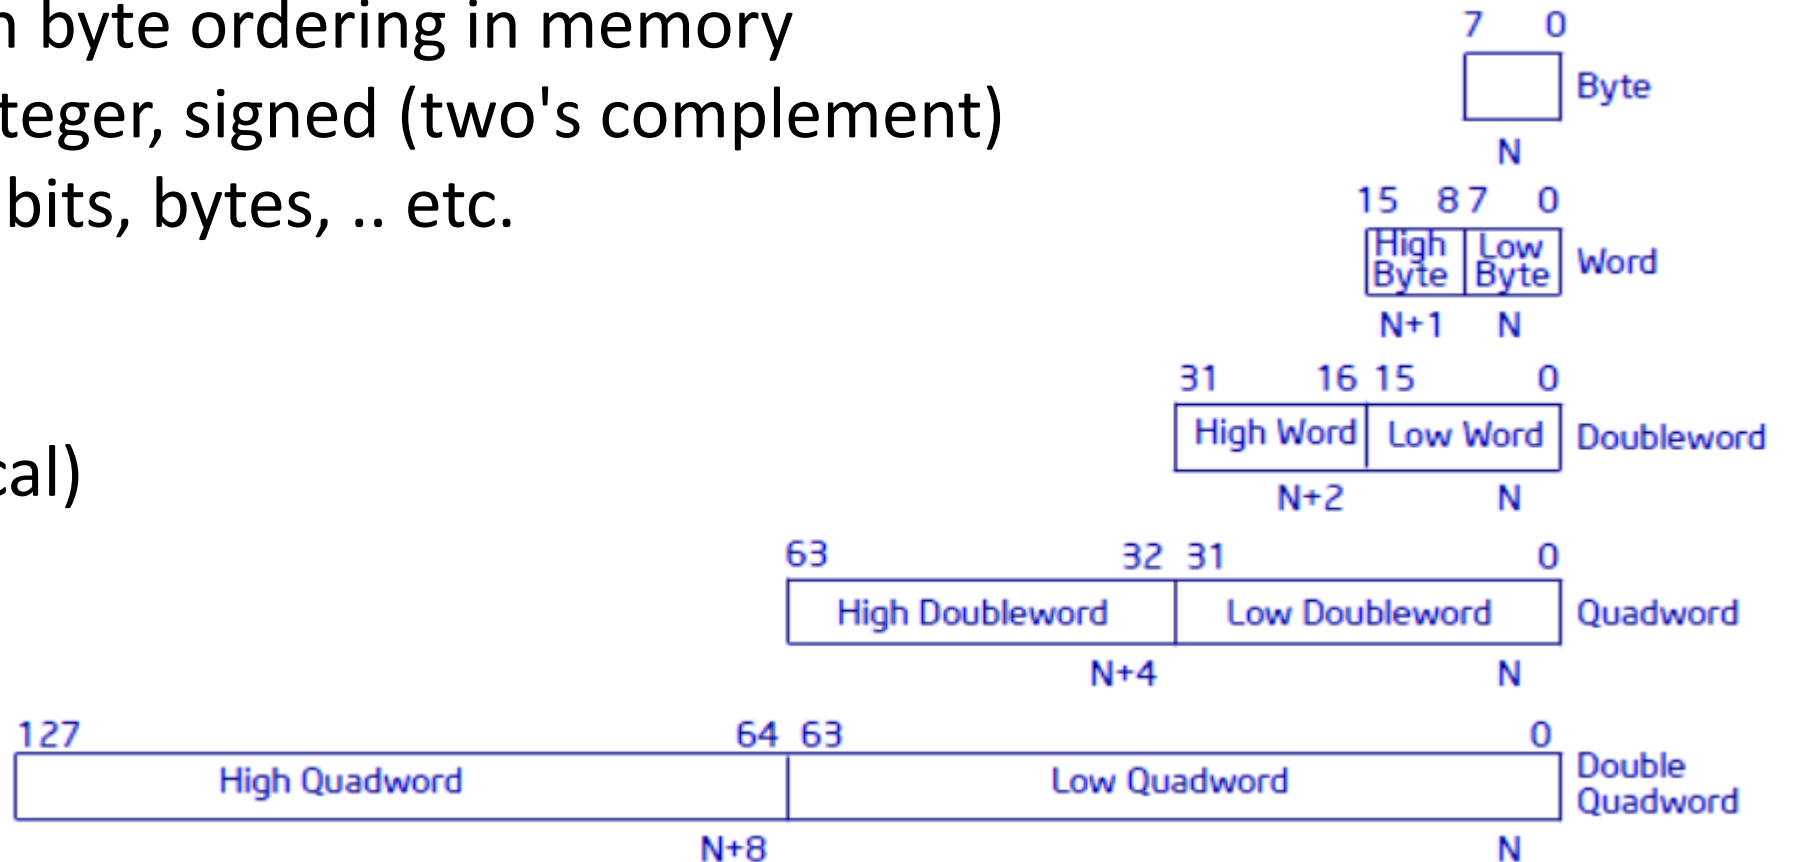 n byte ordering in memory
teger, signed (two's complement)
bits, bytes, .. etc.
cal)
7 0
Byte
N
15 8 7 0
High Byte Low Byte Word
N+1 N
31 16 15 0
High Word Low Word Doubleword
N+2 N
63 32 31 0
High Doubleword Low Doubleword Quadword
N+4 N
127 64 63 0
High Quadword Low Quadword Double Quadword
N+8 N